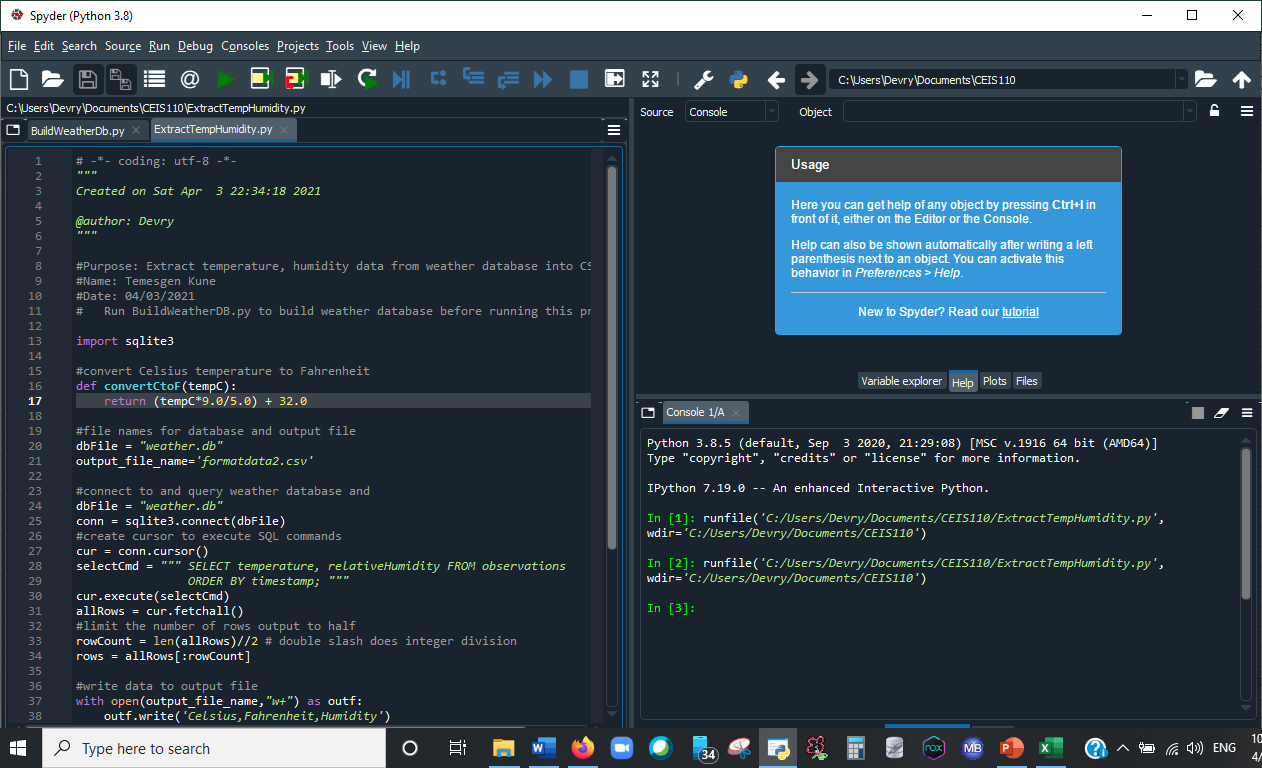 Spyder (Python 3.8)
File Edit Search Source Run Debug Consoles Projects Tools View Help
C:\Users\Devry\Documents\CEIS110
C:\Users\Devry\Documents\CEIS110\ExtractTempHumidity.py
BuildWeatherDb.py
ExtractTempHumidity.py
1 # -*- coding: utf-8 -*-
2 """
3 Created on Sat Apr  3 22:34:18 2021
4
5 @author: Devry
6 """
7
8 #Purpose: Extract temperature, humidity data from weather database into CS
9 #Name: Temesgen Kune
10 #Date: 04/03/2021
11 #   Run BuildWeatherDB.py to build weather database before running this pr
12
13 import sqlite3
14
15 #convert Celsius temperature to Fahrenheit
16 def convertCtoF(tempC):
17     return (tempC*9.0/5.0) + 32.0
18
19 #file names for database and output file
20 dbFile = "weather.db"
21 output_file_name='formatdata2.csv'
22
23 #connect to and query weather database and
24 dbFile = "weather.db"
25 conn = sqlite3.connect(dbFile)
26 #create cursor to execute SQL commands
27 cur = conn.cursor()
28 selectCmd = """ SELECT temperature, relativeHumidity FROM observations
29                ORDER BY timestamp; """
30 cur.execute(selectCmd)
31 allRows = cur.fetchall()
32 #limit the number of rows output to half
33 rowCount = len(allRows)//2 # double slash does integer division
34 rows = allRows[:rowCount]
35
36 #write data to output file
37 with open(output_file_name,"w+") as outf:
38     outf.write('Celsius,Fahrenheit,Humidity')
Source Console Object
Usage
Here you can get help of any object by pressing Ctrl+I in
front of it, either on the Editor or the Console.
Help can also be shown automatically after writing a left
parenthesis next to an object. You can activate this
behavior in Preferences > Help.
New to Spyder? Read our tutorial
Variable explorer Help Plots Files
Console 1/A
Python 3.8.5 (default, Sep  3 2020, 21:29:08) [MSC v.1916 64 bit (AMD64)]
Type "copyright", "credits" or "license" for more information.
IPython 7.19.0 -- An enhanced Interactive Python.
In [1]: runfile('C:/Users/Devry/Documents/CEIS110/ExtractTempHumidity.py',
wdir='C:/Users/Devry/Documents/CEIS110')
In [2]: runfile('C:/Users/Devry/Documents/CEIS110/ExtractTempHumidity.py',
wdir='C:/Users/Devry/Documents/CEIS110')
In [3]:
Type here to search
34
nox
MB
ENG
10
4/